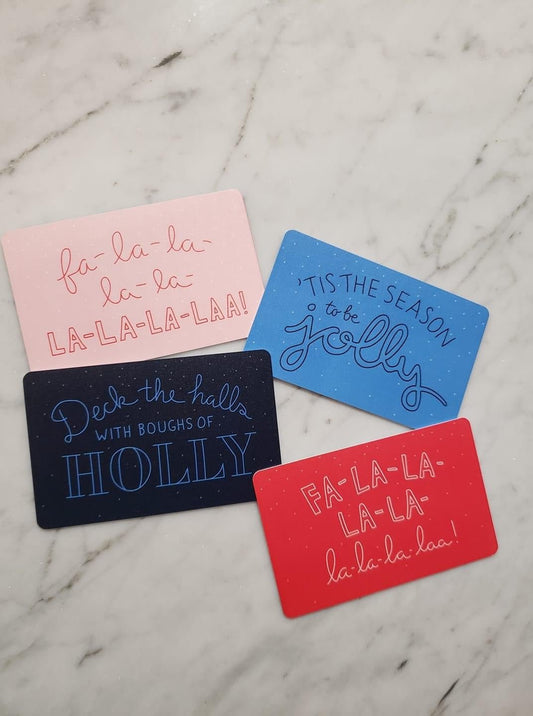 fa-la-la-
la-la-
LA-LA-LA-LAA!
'TIS THE SEASON
to be
jolly
Deck the halls
WITH BOUGHS OF
HOLLY
FA-LA-LA-
LA-LA-
la-la-la-laa!